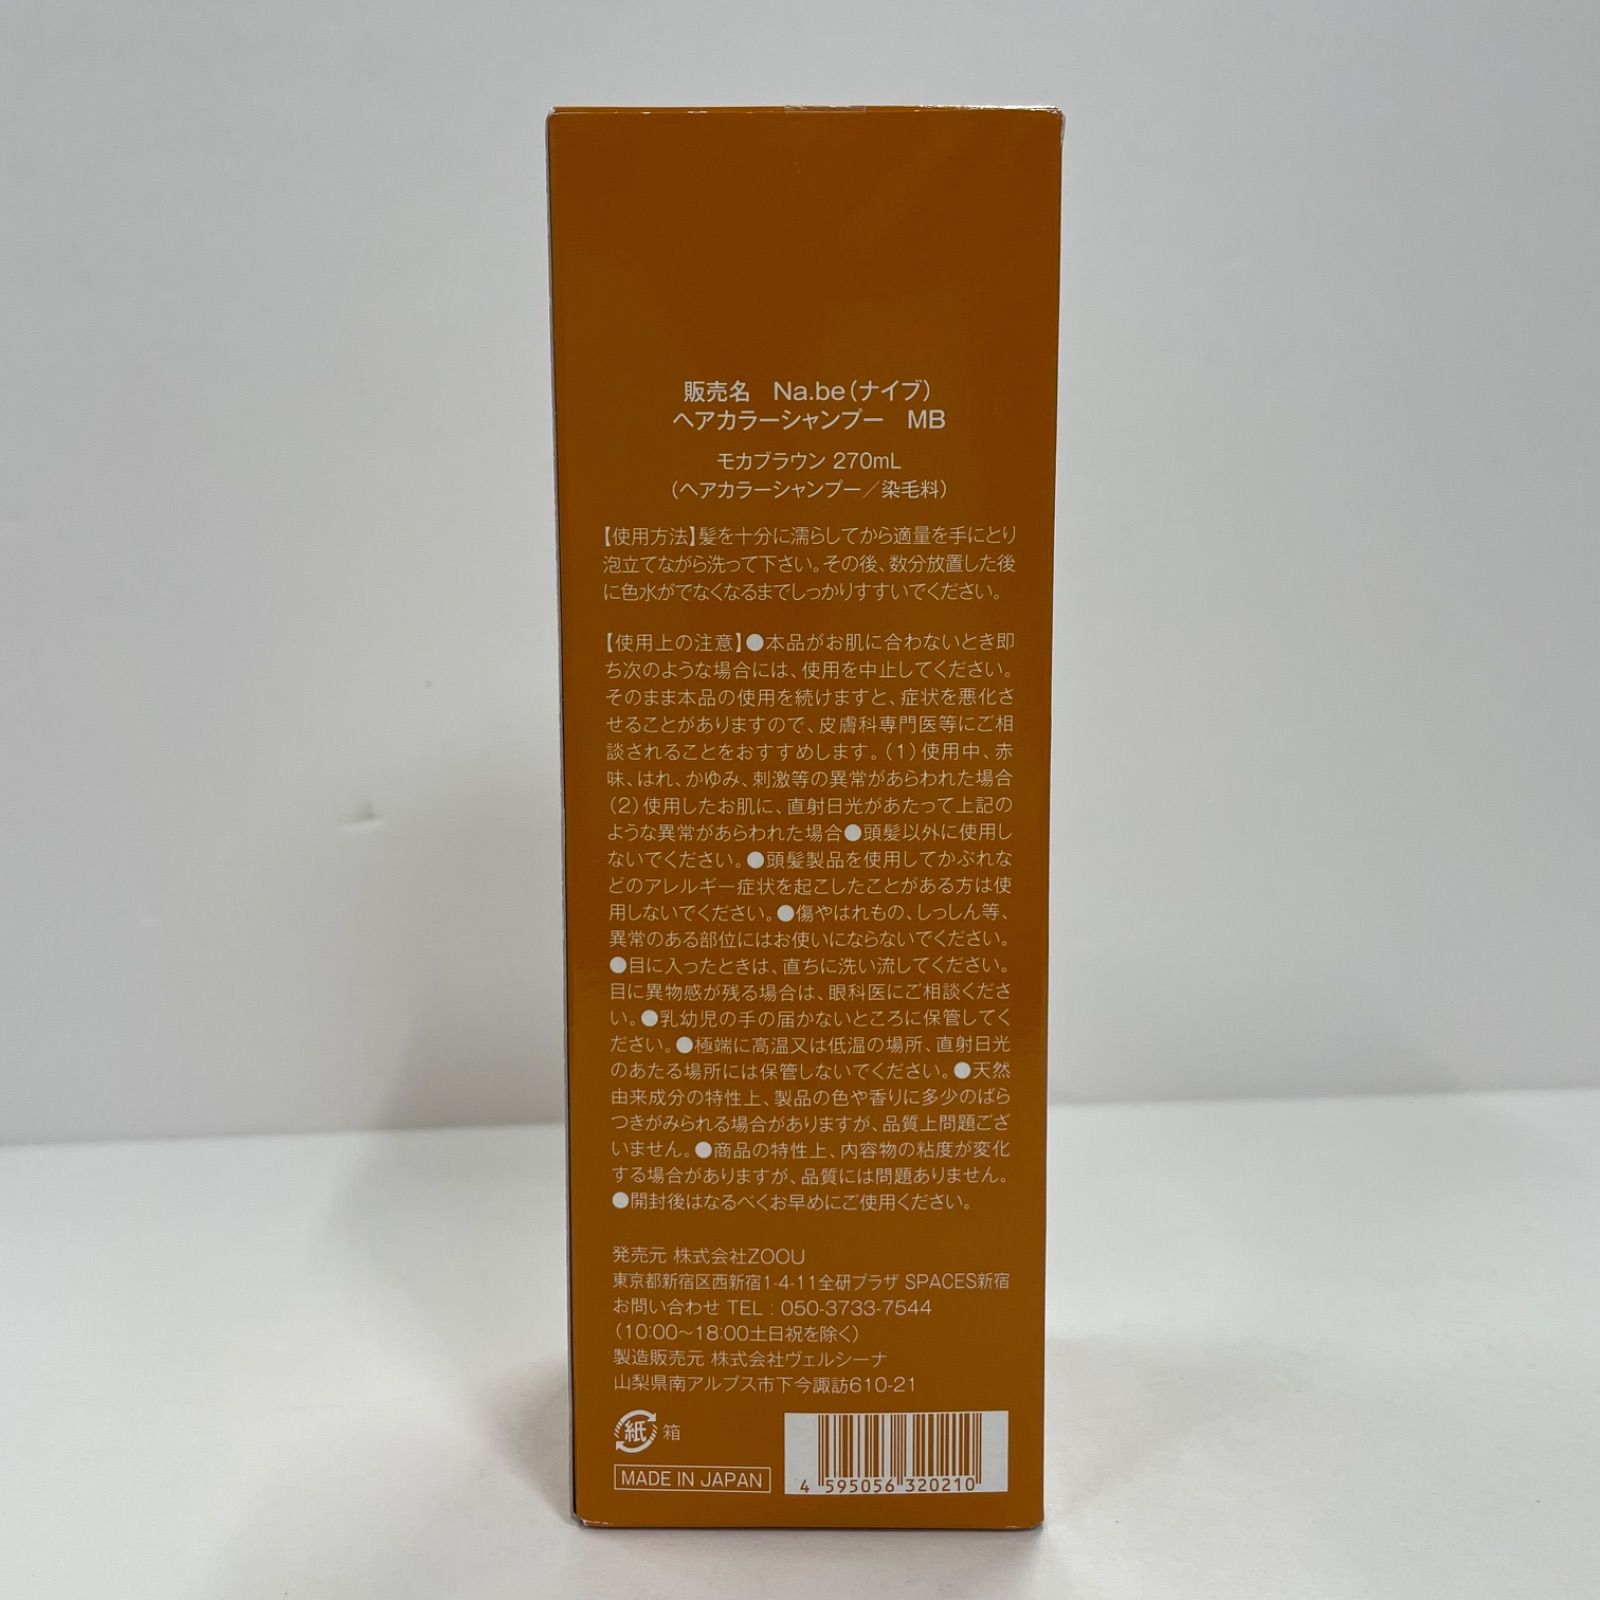 販売名　Na.be（ナイブ）
ヘアカラーシャンプー　MB
モカブラウン 270mL
（ヘアカラーシャンプー／染毛料）
【使用方法】髪を十分に濡らしてから適量を手にとり
泡立てながら洗って下さい。その後、数分放置した後
に色水がでなくなるまでしっかりすすいでください。
【使用上の注意】●本品がお肌に合わないとき即
ち次のような場合には、使用を中止してください。
そのまま本品の使用を続けますと、症状を悪化さ
せることがありますので、皮膚科専門医等にご相
談されることをおすすめします。（1）使用中、赤
味、はれ、かゆみ、刺激等の異常があらわれた場合
（2）使用したお肌に、直射日光があたって上記の
ような異常があらわれた場合●頭髪以外に使用し
ないでください。●頭髪製品を使用してかぶれな
どのアレルギー症状を起こしたことがある方は使
用しないでください。●傷やはれもの、しっしん等、
異常のある部位にはお使いにならないでください。
●目に入ったときは、直ちに洗い流してください。
目に異物感が残る場合は、眼科医にご相談くださ
い。●乳幼児の手の届かないところに保管してく
ださい。●極端に高温又は低温の場所、直射日光
のあたる場所には保管しないでください。●天然
由来成分の特性上、製品の色や香りに多少のばら
つきがみられる場合がありますが、品質上問題ござ
いません。●商品の特性上、内容物の粘度が変化
する場合がありますが、品質には問題ありません。
●開封後はなるべくお早めにご使用ください。
発売元 株式会社ZOOU
東京都新宿区西新宿1-4-11全研プラザ SPACES新宿
お問い合わせ TEL : 050-3733-7544
（10:00～18:00土日祝を除く）
製造販売元 株式会社ヴェルシーナ
山梨県南アルプス市下今諏訪610-21
紙 箱
MADE IN JAPAN
4 595056 320210